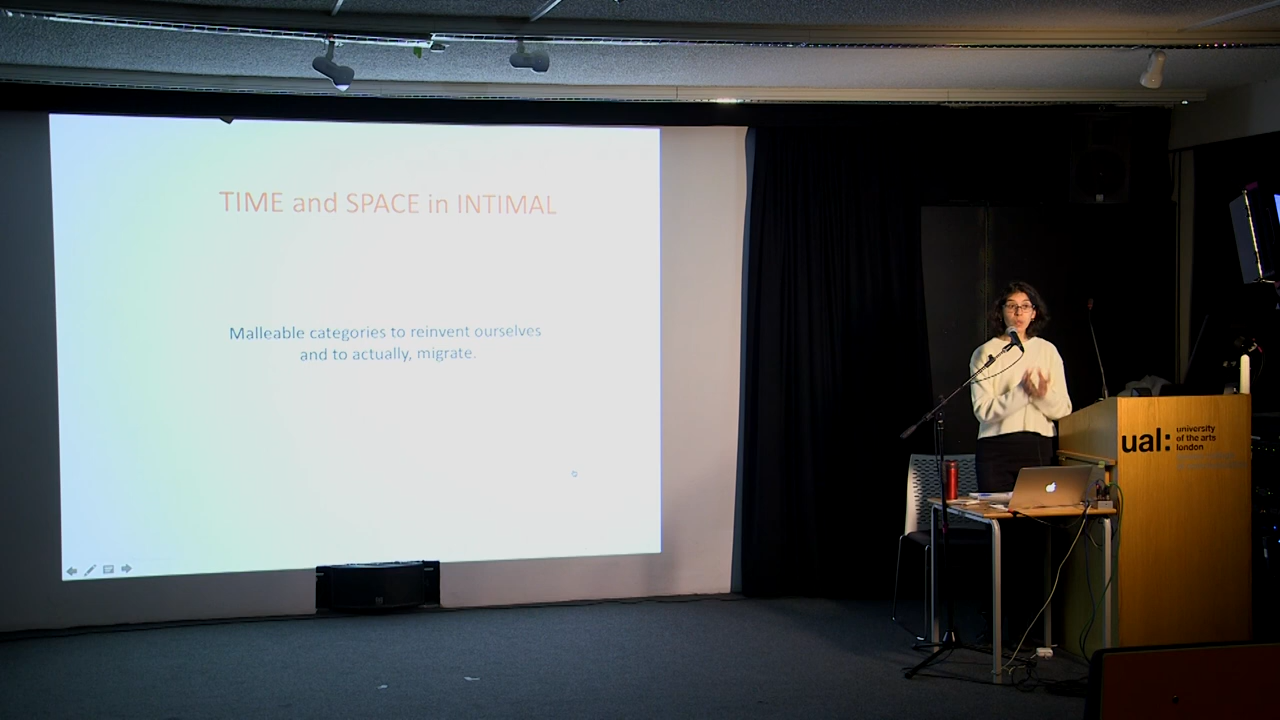 TIME and SPACE in INTIMAL
Malleable categories to reinvent ourselves
and to actually, migrate.
ual:
university
of the arts
london